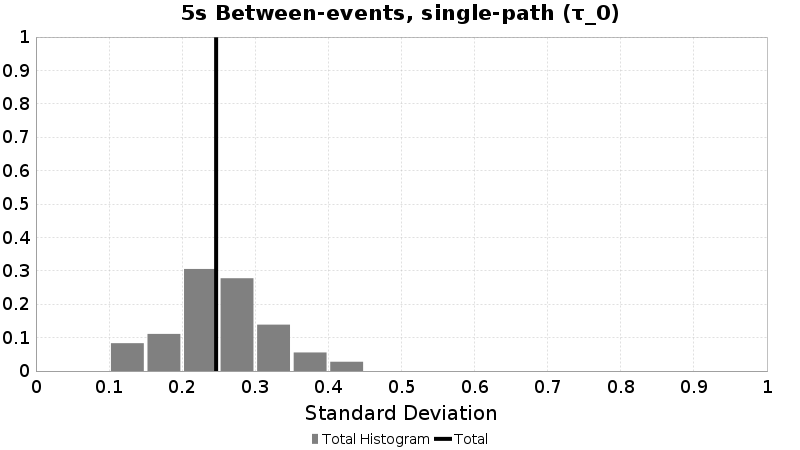 5s Between-events, single-path (τ_0)
1
0.9
0.8
0.7
0.6
0.5
0.4
0.3
0.2
0.1
0
0 0.1 0.2 0.3 0.4 0.5 0.6 0.7 0.8 0.9 1
Standard Deviation
Total Histogram Total